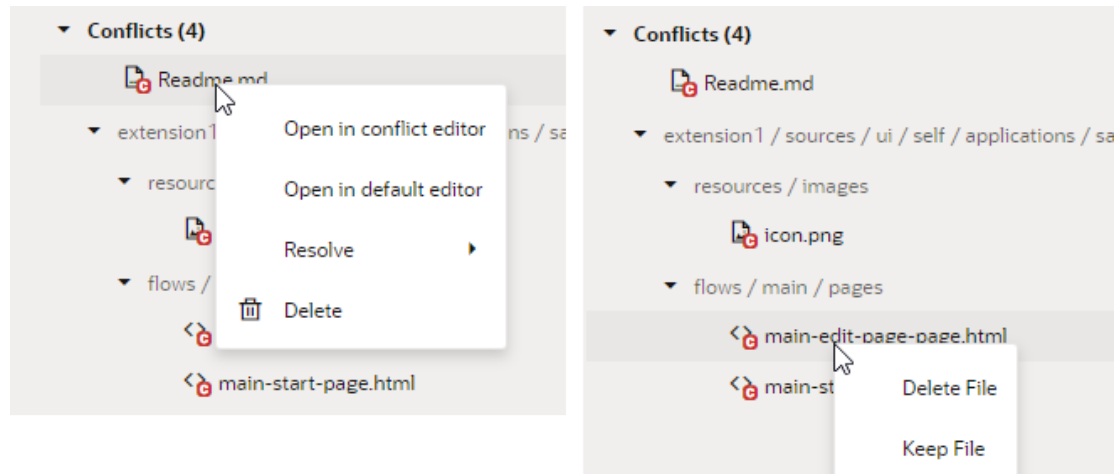 Conflicts (4)
Readme.md
extension1
ns / sa
Open in conflict editor
resourc
Open in default editor
Resolve
flows /
Delete
main-start-page.html
Conflicts (4)
Readme.md
extension1 / sources / ui / self / applications / sa
resources / images
icon.png
flows / main / pages
main-edit-page-page.html
main-st
Delete File
Keep File